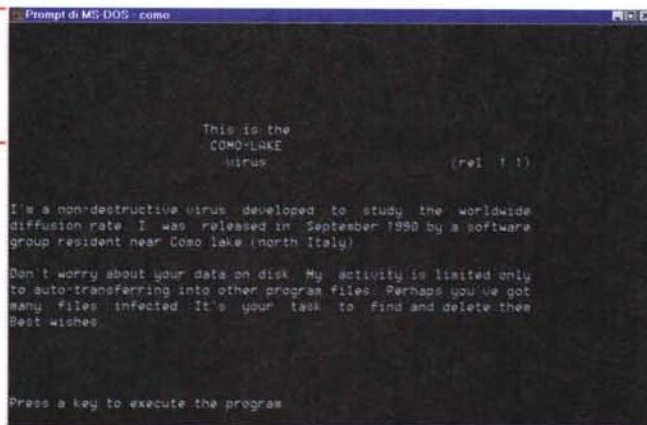 Prompt di MS-DOS - como
This is the
COMO-LAKE
virus (rel 1.1)
I'm a non-destructive virus developed to study the worldwide
diffusion rate. I was released in September 1990 by a software
group resident near Como lake (north Italy)
Don't worry about your data on disk. My activity is limited only
to auto-transferring into other program files. Perhaps you've got
many files infected. It's your task to find and delete them
Best wishes
Press a key to execute the program